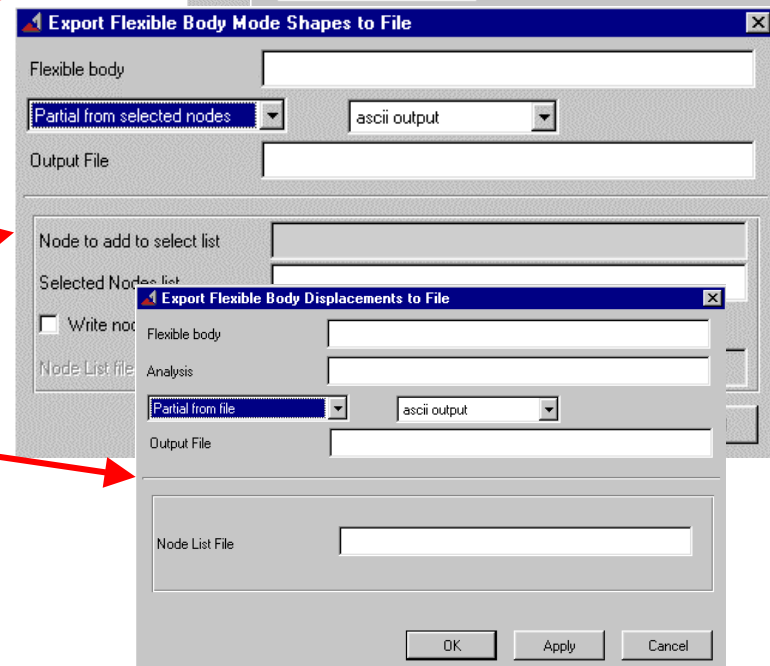 Export Flexible Body Mode Shapes to File
Flexible body
Partial from selected nodes ascii output
Output File
Node to add to select list
Selected Nodes list
Write
Node List file
Export Flexible Body Displacements to File
Flexible body
Analysis
Partial from file ascii output
Output File
Node List File
OK Apply Cancel